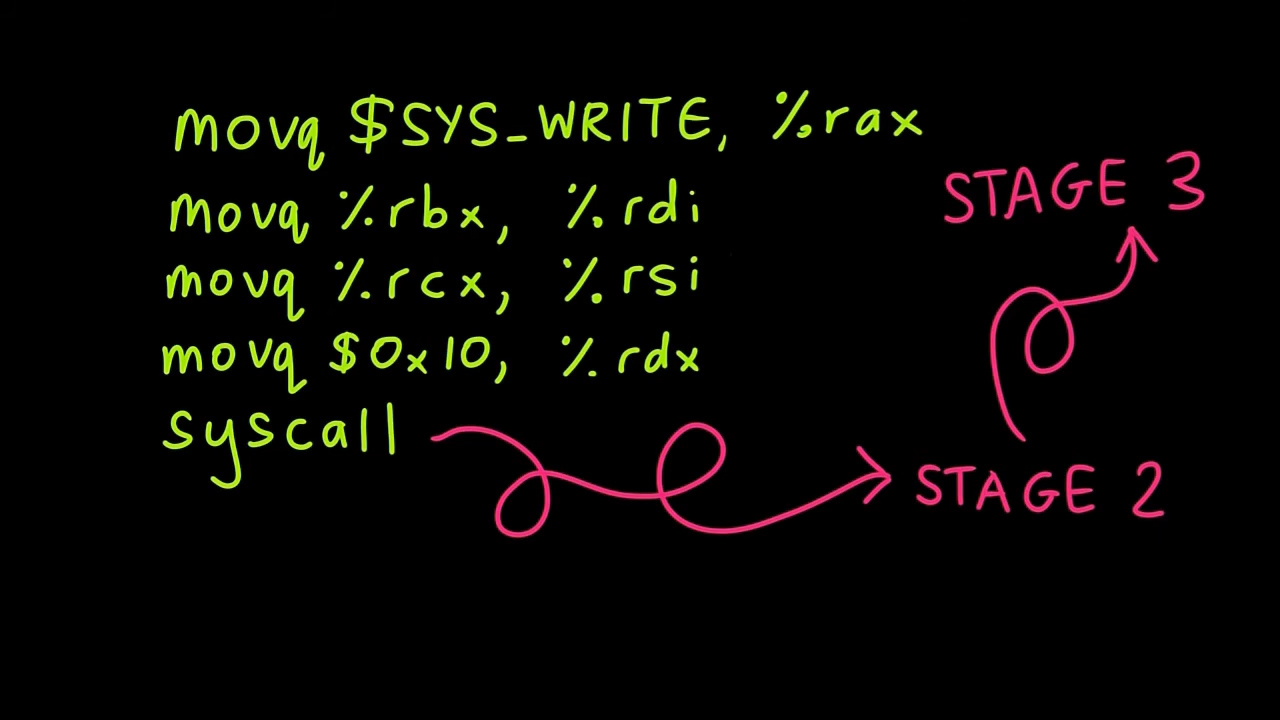 movq $SYS_WRITE, %rax
movq %rbx, %rdi
movq %rcx, %rsi
movq $0x10, %rdx
syscall
STAGE 3
STAGE 2